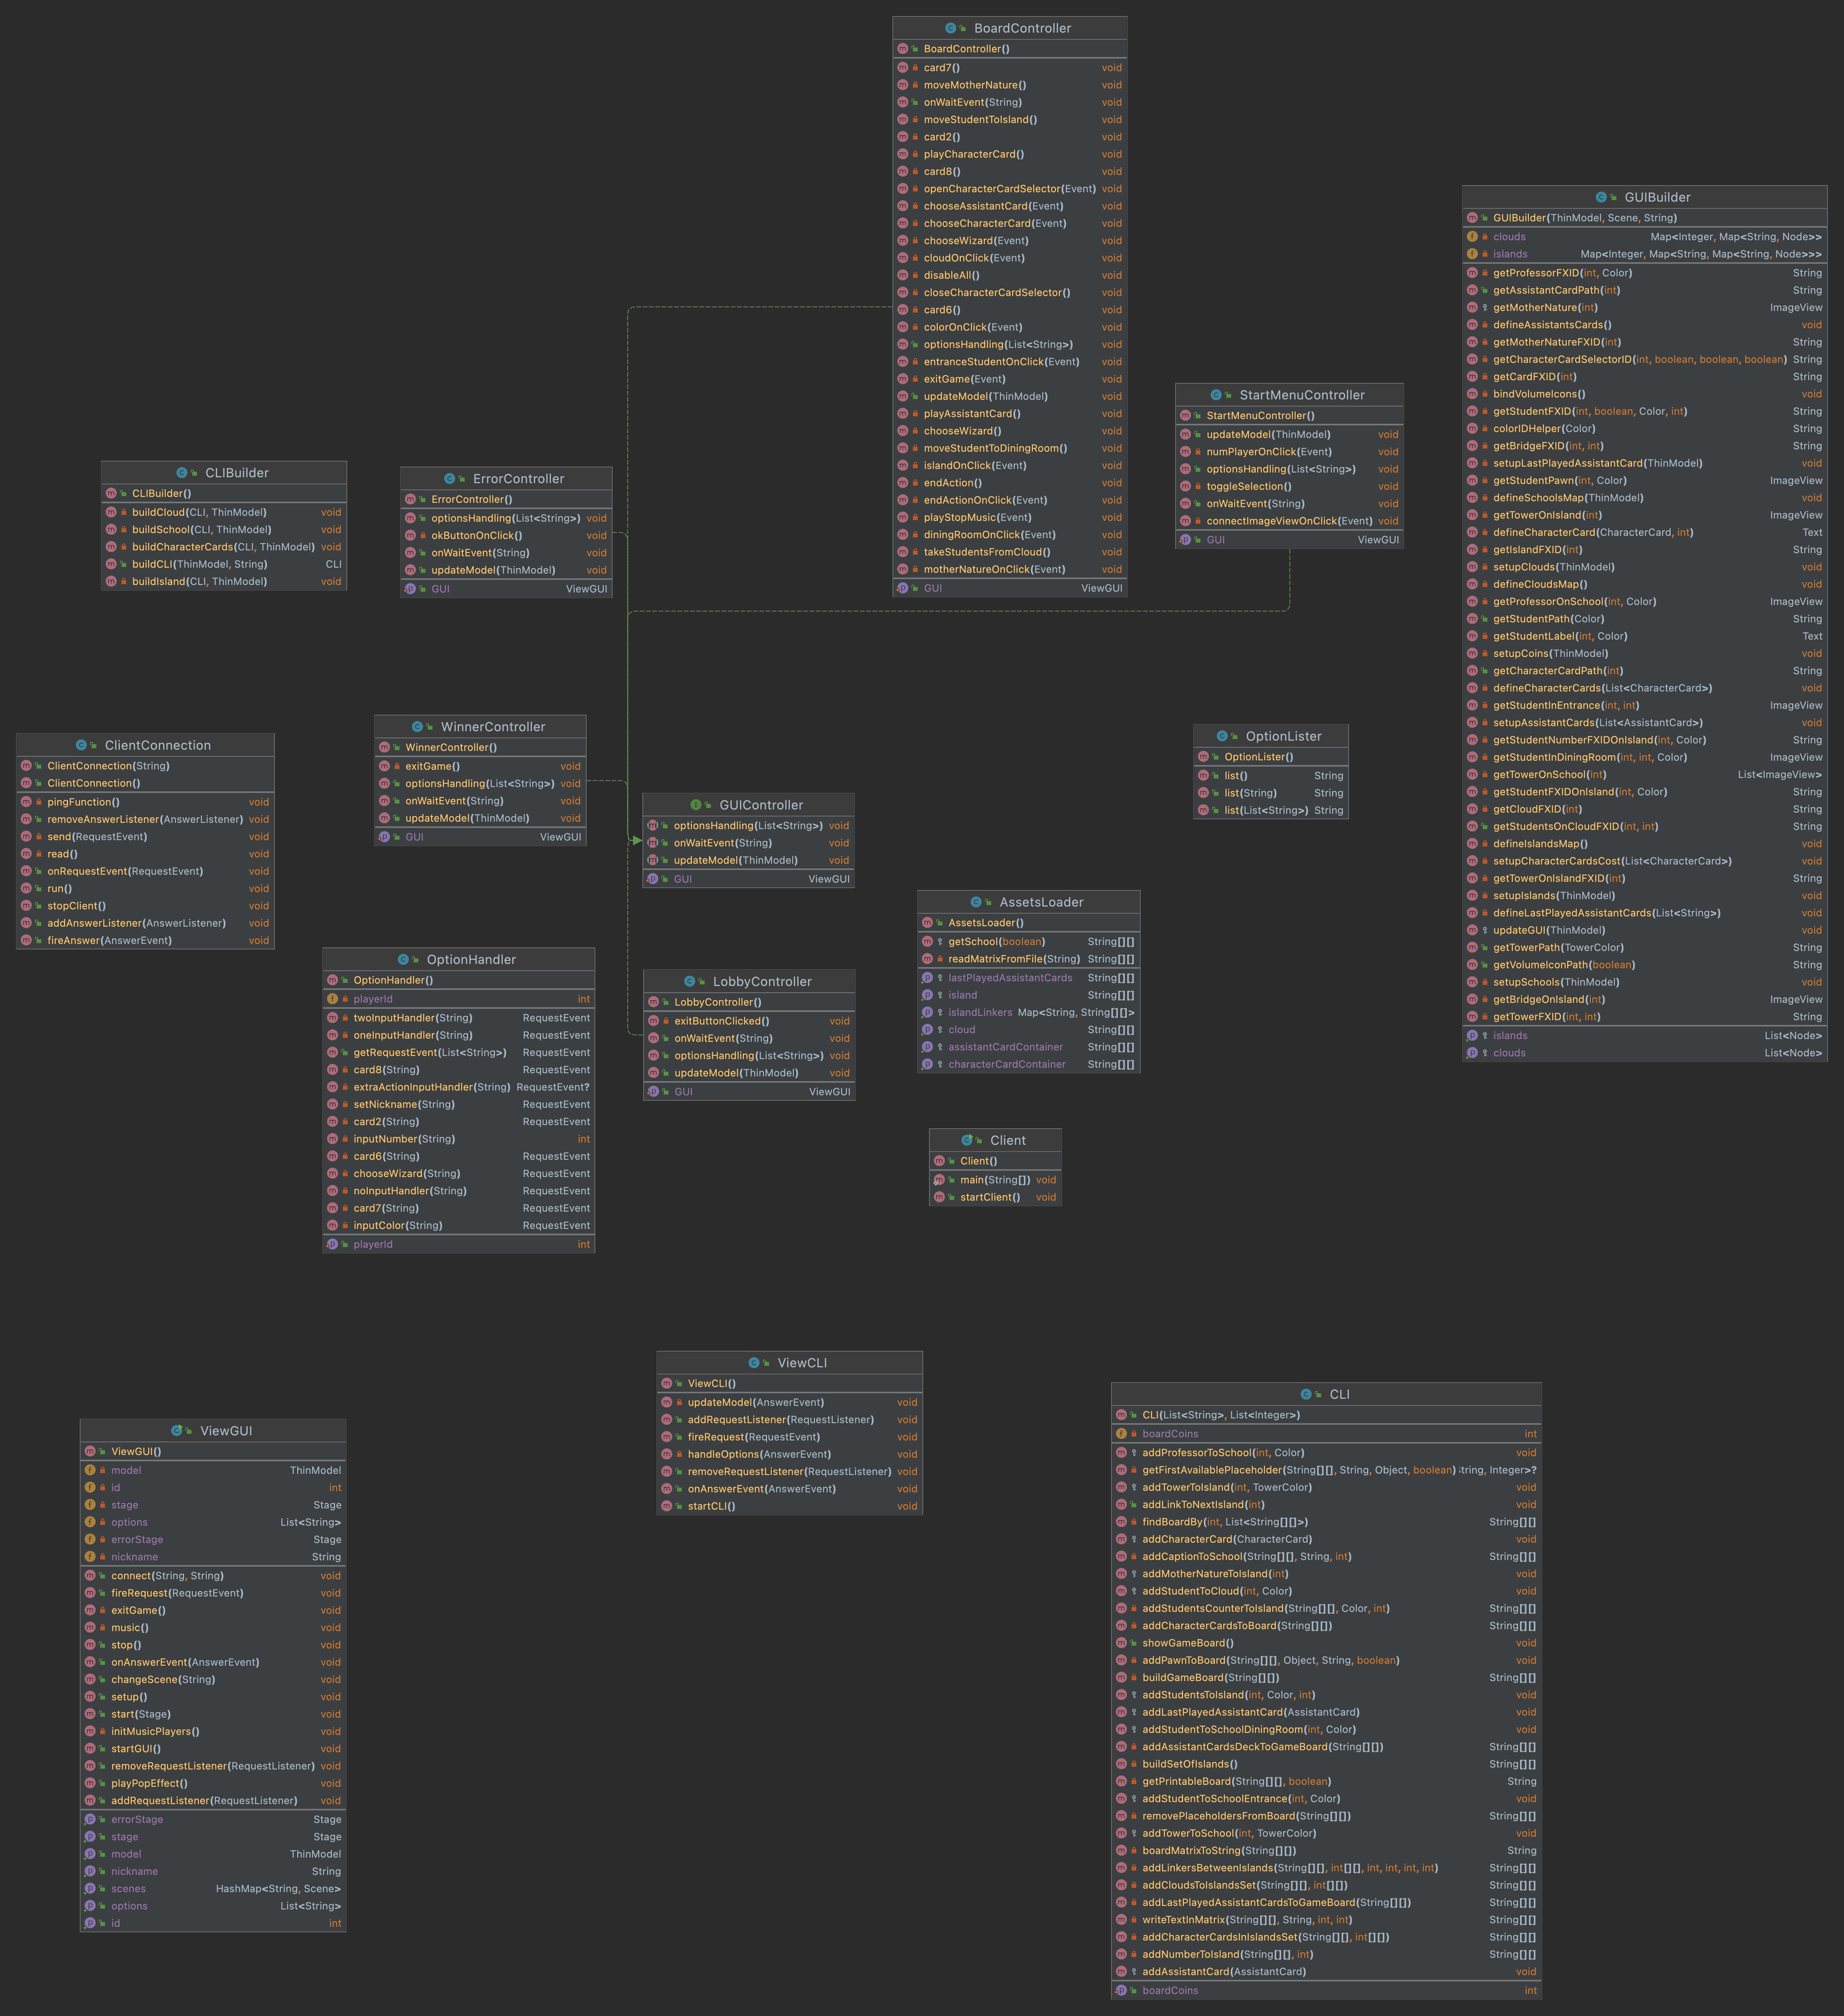 BoardController
BoardController()
card7() void
moveMotherNature() void
onWaitEvent(String) void
moveStudentToIsland() void
card2() void
playCharacterCard() void
card8() void
openCharacterCardSelector(Event) void
chooseAssistantCard(Event) void
chooseCharacterCard(Event) void
chooseWizard(Event) void
cloudOnClick(Event) void
disableAll() void
closeCharacterCardSelector() void
card6() void
colorOnClick(Event) void
optionsHandling(List<String>) void
entranceStudentOnClick(Event) void
exitGame(Event) void
updateModel(ThinModel) void
playAssistantCard() void
chooseWizard() void
moveStudentToDiningRoom() void
islandOnClick(Event) void
endAction() void
endActionOnClick(Event) void
playStopMusic(Event) void
diningRoomOnClick(Event) void
takeStudentsFromCloud() void
motherNatureOnClick(Event) void
GUI ViewGUI
GUIBuilder
GUIBuilder(ThinModel, Scene, String)
clouds Map<Integer, Map<String, Node>>
islands Map<Integer, Map<String, Map<String, Node>>>
getProfessorFXID(int, Color) String
getAssistantCardPath(int) String
getMotherNature(int) ImageView
defineAssistantsCards() void
getMotherNatureFXID(int) String
getCharacterCardSelectorID(int, boolean, boolean, boolean) String
getCardFXID(int) String
bindVolumeIcons() void
getStudentFXID(int, boolean, Color, int) String
colorIDHelper(Color) String
getBridgeFXID(int, int) String
setupLastPlayedAssistantCard(ThinModel) void
getStudentPawn(int, Color) ImageView
defineSchoolsMap(ThinModel) void
getTowerOnIsland(int) ImageView
defineCharacterCard(CharacterCard, int) Text
getIslandFXID(int) String
setupClouds(ThinModel) void
defineCloudsMap() void
getProfessorOnSchool(int, Color) ImageView
getStudentPath(Color) String
getStudentLabel(int, Color) Text
setupCoins(ThinModel) void
getCharacterCardPath(int) String
defineCharacterCards(List<CharacterCard>) void
getStudentInEntrance(int, int) ImageView
setupAssistantCards(List<AssistantCard>) void
getStudentNumberFXIDOnIsland(int, Color) String
getStudentInDiningRoom(int, int, Color) ImageView
getTowerOnSchool(int) List<ImageView>
getStudentFXIDOnIsland(int, Color) String
getCloudFXID(int) String
getStudentsOnCloudFXID(int, int) String
defineIslandsMap() void
setupCharacterCardsCost(List<CharacterCard>) void
getTowerOnIslandFXID(int) String
setupIslands(ThinModel) void
defineLastPlayedAssistantCards(List<String>) void
updateGUI(ThinModel) void
getTowerPath(TowerColor) String
getVolumeIconPath(boolean) String
setupSchools(ThinModel) void
getBridgeOnIsland(int) ImageView
getTowerFXID(int, int) String
islands List<Node>
clouds List<Node>
StartMenuController
StartMenuController()
updateModel(ThinModel) void
numPlayerOnClick(Event) void
optionsHandling(List<String>) void
toggleSelection() void
onWaitEvent(String) void
connectImageViewOnClick(Event) void
GUI ViewGUI
CLIBuilder
CLIBuilder()
buildCloud(CLI, ThinModel) void
buildSchool(CLI, ThinModel) void
buildCharacterCards(CLI, ThinModel) void
buildCLI(ThinModel, String) CLI
buildIsland(CLI, ThinModel) void
ErrorController
ErrorController()
optionsHandling(List<String>) void
okButtonOnClick() void
onWaitEvent(String) void
updateModel(ThinModel) void
GUI ViewGUI
WinnerController
WinnerController()
exitGame() void
optionsHandling(List<String>) void
onWaitEvent(String) void
updateModel(ThinModel) void
GUI ViewGUI
ClientConnection
ClientConnection(String)
ClientConnection()
pingFunction() void
removeAnswerListener(AnswerListener) void
send(RequestEvent) void
read() void
onRequestEvent(RequestEvent) void
run() void
stopClient() void
addAnswerListener(AnswerListener) void
fireAnswer(AnswerEvent) void
OptionLister
OptionLister()
list() String
list(String) String
list(List<String>) String
GUIController
optionsHandling(List<String>) void
onWaitEvent(String) void
updateModel(ThinModel) void
GUI ViewGUI
AssetsLoader
AssetsLoader()
getSchool(boolean) String[][]
readMatrixFromFile(String) String[][]
lastPlayedAssistantCards String[][]
island String[][]
islandLinkers Map<String, String[][]>
cloud String[][]
assistantCardContainer String[][]
characterCardContainer String[][]
OptionHandler
OptionHandler()
playerId int
twoInputHandler(String) RequestEvent
oneInputHandler(String) RequestEvent
getRequestEvent(List<String>) RequestEvent
card8(String) RequestEvent
extraActionInputHandler(String) RequestEvent?
setNickname(String) RequestEvent
card2(String) RequestEvent
inputNumber(String) int
card6(String) RequestEvent
chooseWizard(String) RequestEvent
noInputHandler(String) RequestEvent
card7(String) RequestEvent
inputColor(String) RequestEvent
playerId int
LobbyController
LobbyController()
exitButtonClicked() void
onWaitEvent(String) void
optionsHandling(List<String>) void
updateModel(ThinModel) void
GUI ViewGUI
Client
Client()
main(String[]) void
startClient() void
ViewCLI
ViewCLI()
updateModel(AnswerEvent) void
addRequestListener(RequestListener) void
fireRequest(RequestEvent) void
handleOptions(AnswerEvent) void
removeRequestListener(RequestListener) void
onAnswerEvent(AnswerEvent) void
startCLI() void
CLI
CLI(List<String>, List<Integer>)
boardCoins int
addProfessorToSchool(int, Color) void
getFirstAvailablePlaceholder(String[][], String, Object, boolean) :tring, Integer>?
addTowerToIsland(int, TowerColor) void
addLinkToNextIsland(int) void
findBoardBy(int, List<String[][]>) String[][]
addCharacterCard(CharacterCard) void
addCaptionToSchool(String[][], String, int) String[][]
addMotherNatureToIsland(int) void
addStudentToCloud(int, Color) void
addStudentsCounterToIsland(String[][], Color, int) String[][]
addCharacterCardsToBoard(String[][]) String[][]
showGameBoard() void
addPawnToBoard(String[][], Object, String, boolean) void
buildGameBoard(String[][]) String[][]
addStudentsToIsland(int, Color, int) void
addLastPlayedAssistantCard(AssistantCard) void
addStudentToSchoolDiningRoom(int, Color) void
addAssistantCardsDeckToGameBoard(String[][]) String[][]
buildSetOfIslands() String[][]
getPrintableBoard(String[][], boolean) String
addStudentToSchoolEntrance(int, Color) void
removePlaceholdersFromBoard(String[][]) String[][]
addTowerToSchool(int, TowerColor) void
boardMatrixToString(String[][]) String
addLinkersBetweenIslands(String[][], int[][], int, int, int, int) String[][]
addCloudsToIslandsSet(String[][], int[][]) String[][]
addLastPlayedAssistantCardsToGameBoard(String[][]) String[][]
writeTextInMatrix(String[][], String, int, int) String[][]
addCharacterCardsInIslandsSet(String[][], int[][]) String[][]
addNumberToIsland(String[][], int) String[][]
addAssistantCard(AssistantCard) void
boardCoins int
ViewGUI
ViewGUI()
model ThinModel
id int
stage Stage
options List<String>
errorStage Stage
nickname String
connect(String, String) void
fireRequest(RequestEvent) void
exitGame() void
music() void
stop() void
onAnswerEvent(AnswerEvent) void
changeScene(String) void
setup() void
start(Stage) void
initMusicPlayers() void
startGUI() void
removeRequestListener(RequestListener) void
playPopEffect() void
addRequestListener(RequestListener) void
errorStage Stage
stage Stage
model ThinModel
nickname String
scenes HashMap<String, Scene>
options List<String>
id int